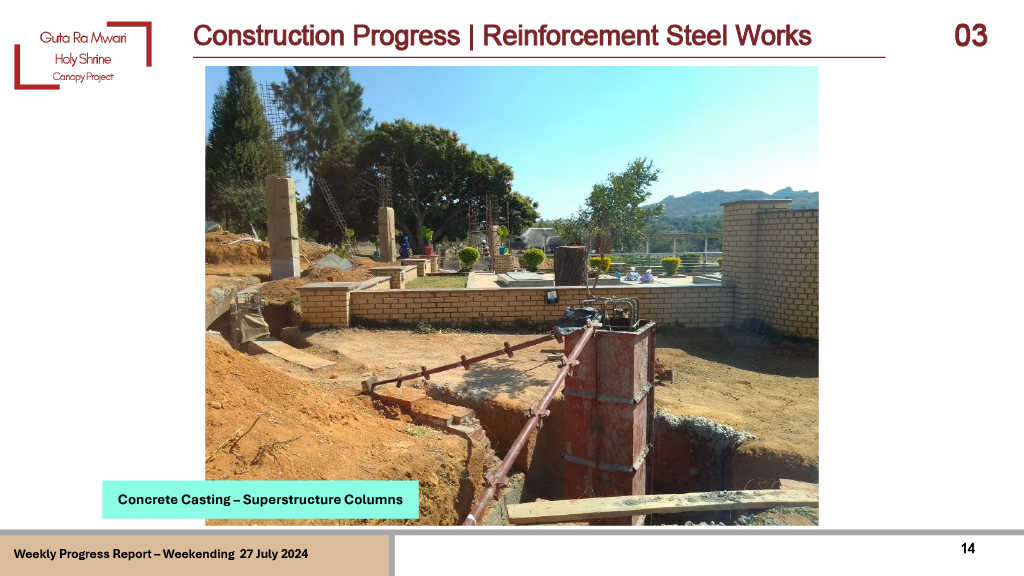 Guta Ra Mwari
Holy Shrine
Canopy Project
Construction Progress | Reinforcement Steel Works
03
Concrete Casting – Superstructure Columns
Weekly Progress Report – Weekending 27 July 2024
14